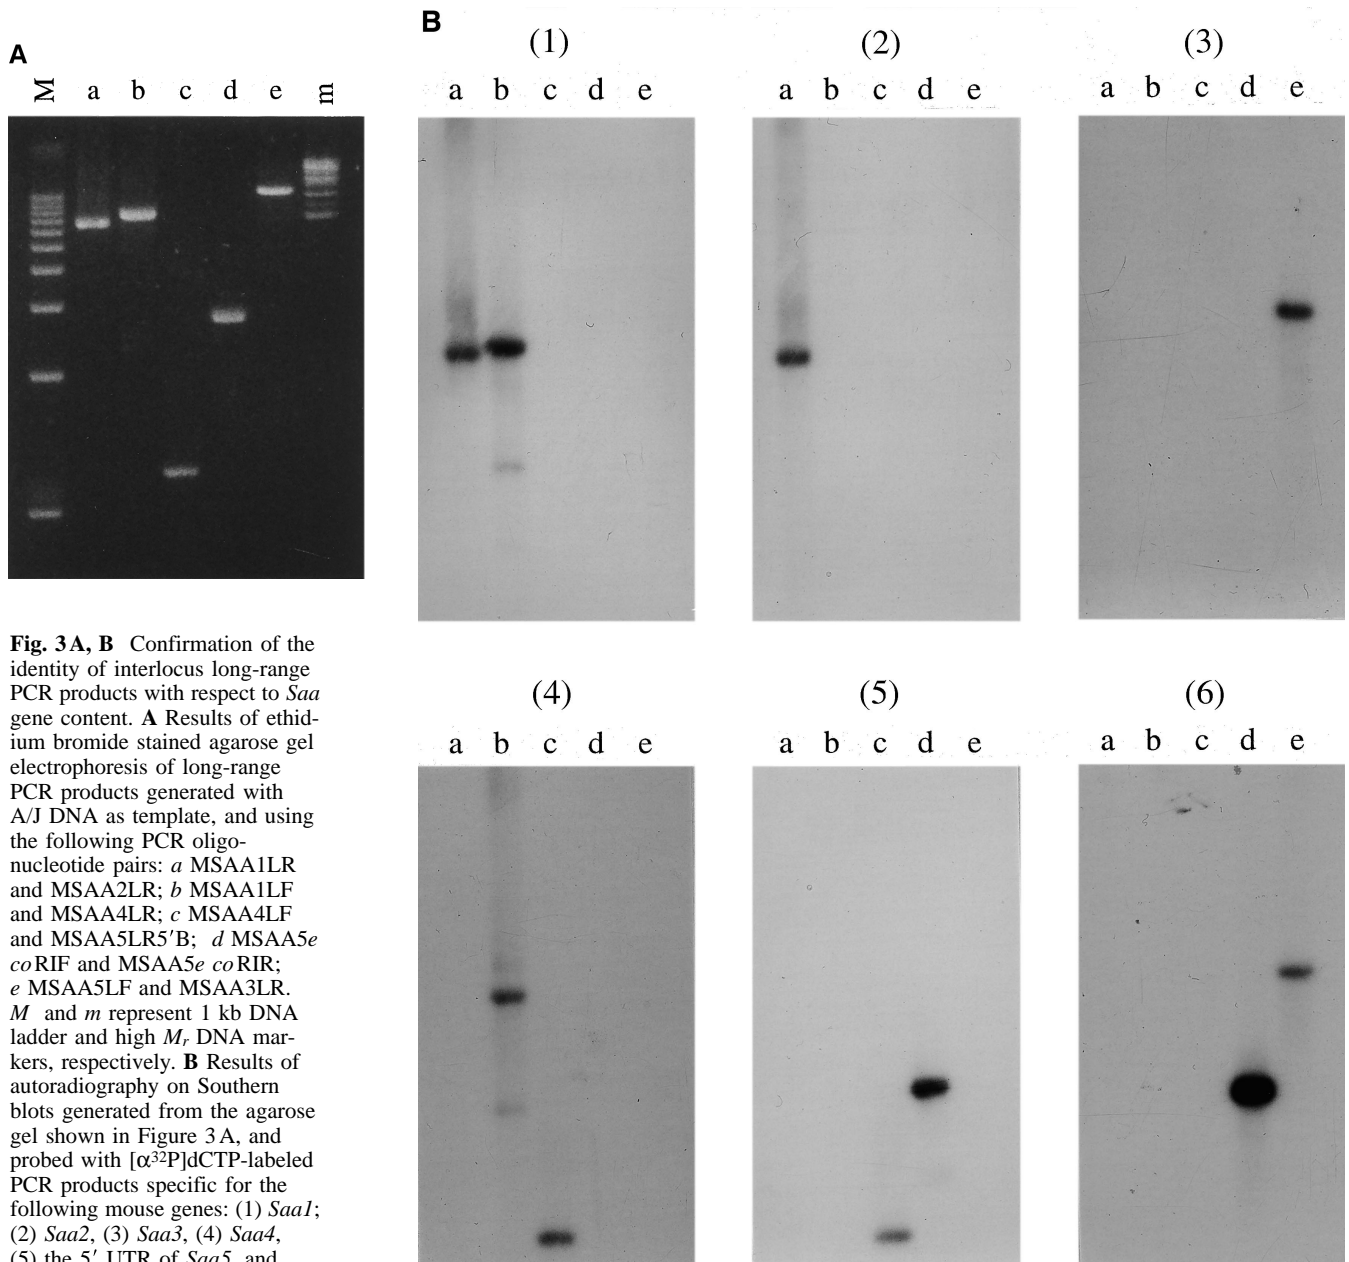 A
M a b c d e m
B
(1)
a b c d e
(2)
a b c d e
(3)
a b c d e
Fig. 3 A, B Confirmation of the
identity of interlocus long-range
PCR products with respect to Saa
gene content. A Results of ethid-
ium bromide stained agarose gel
electrophoresis of long-range
PCR products generated with
A/J DNA as template, and using
the following PCR oligo-
nucleotide pairs: a MSAA1LR
and MSAA2LR; b MSAA1LF
and MSAA4LR; c MSAA4LF
and MSAA5LR5′B; d MSAA5e
coRIF and MSAA5e coRIR;
e MSAA5LF and MSAA3LR.
M and m represent 1 kb DNA
ladder and high Mr DNA mar-
kers, respectively. B Results of
autoradiography on Southern
blots generated from the agarose
gel shown in Figure 3 A, and
probed with [α32P]dCTP-labeled
PCR products specific for the
following mouse genes: (1) Saa1;
(2) Saa2, (3) Saa3, (4) Saa4,
(5) the 5′ UTR of Saa5, and
(4)
a b c d e
(5)
a b c d e
(6)
a b c d e